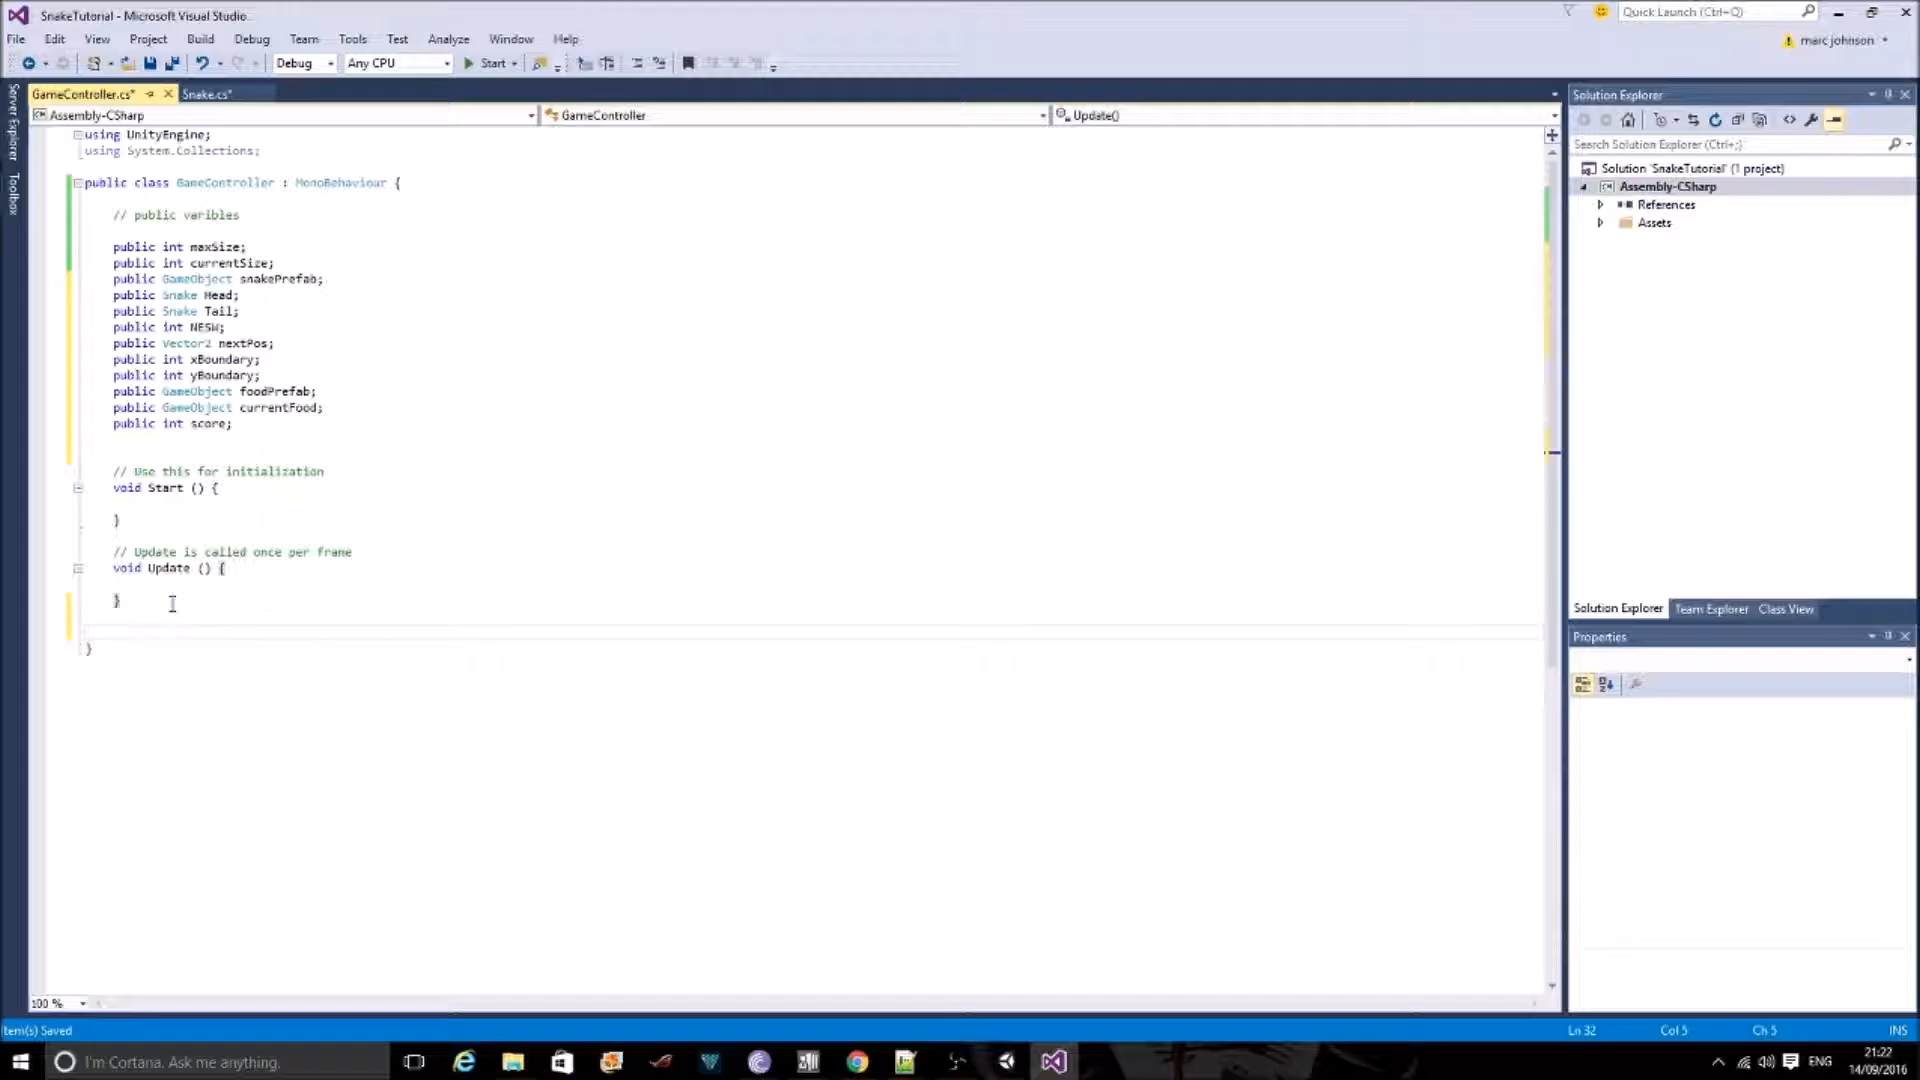 SnakeTutorial - Microsoft Visual Studio
Quick Launch (Ctrl+Q)
File Edit View Project Build Debug Team Tools Test Analyze Window Help
marc johnson
Debug Any CPU Start
Server Explorer
Toolbox
GameController.cs* Snake.cs*
Assembly-CSharp GameController Update()
using UnityEngine;
using System.Collections;
public class GameController : MonoBehaviour {
// public varibles
public int maxSize;
public int currentSize;
public GameObject snakePrefab;
public Snake Head;
public Snake Tail;
public int NESW;
public Vector2 nextPos;
public int xBoundary;
public int yBoundary;
public GameObject foodPrefab;
public GameObject currentFood;
public int score;
// Use this for initialization
void Start () {
}
// Update is called once per frame
void Update () {
}
}
100 %
Solution Explorer
Search Solution Explorer (Ctrl+;)
Solution 'SnakeTutorial' (1 project)
Assembly-CSharp
References
Assets
Solution Explorer Team Explorer Class View
Properties
Item(s) Saved Ln 32 Col 5 Ch 5 INS
I'm Cortana. Ask me anything.
ENG
21:22
14/09/2016